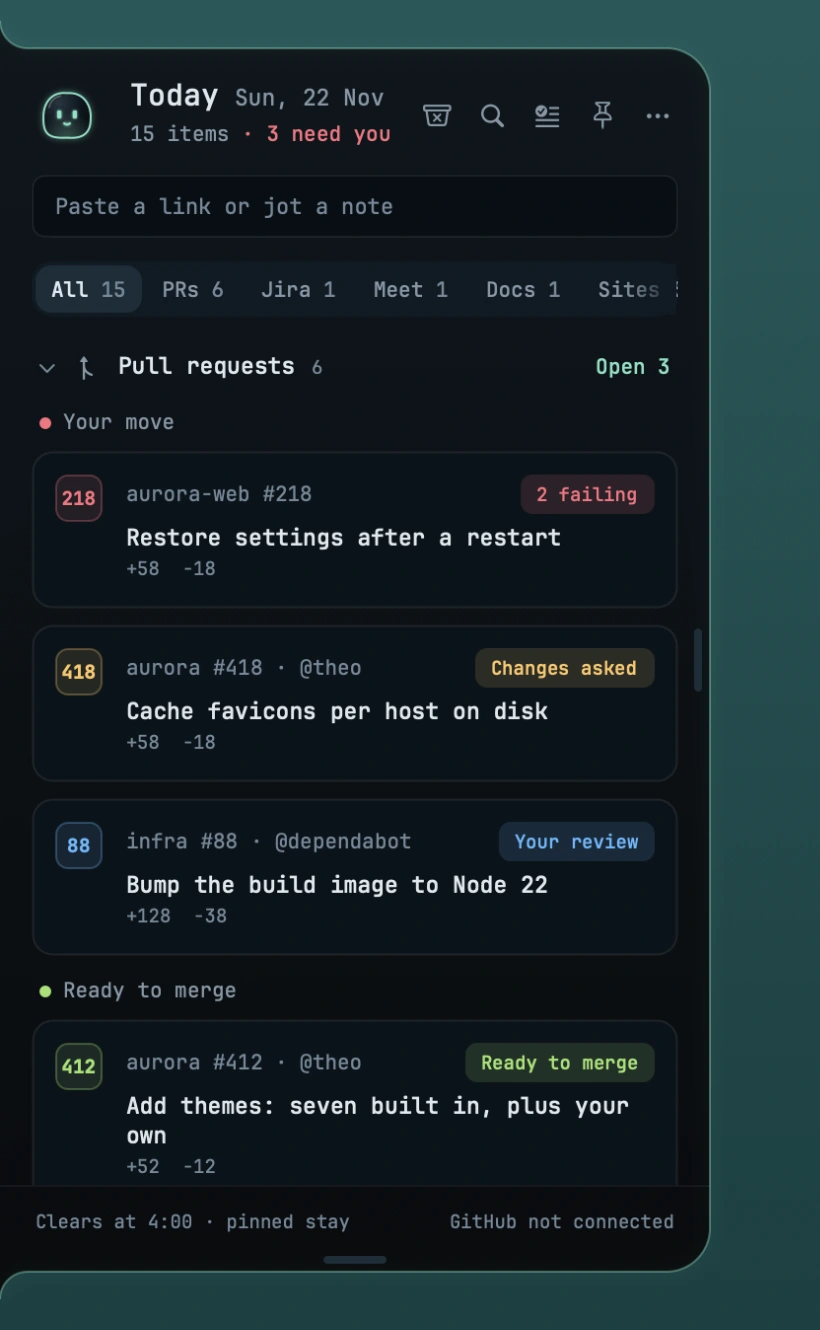 Today Sun, 22 Nov
15 items · 3 need you
Paste a link or jot a note
All 15 PRs 6 Jira 1 Meet 1 Docs 1 Sites
Pull requests 6 Open 3
Your move
218 aurora-web #218 2 failing
Restore settings after a restart
+58 -18
418 aurora #418 · @theo Changes asked
Cache favicons per host on disk
+58 -18
88 infra #88 · @dependabot Your review
Bump the build image to Node 22
+128 -38
Ready to merge
412 aurora #412 · @theo Ready to merge
Add themes: seven built in, plus your
own
+52 -12
Clears at 4:00 · pinned stay GitHub not connected